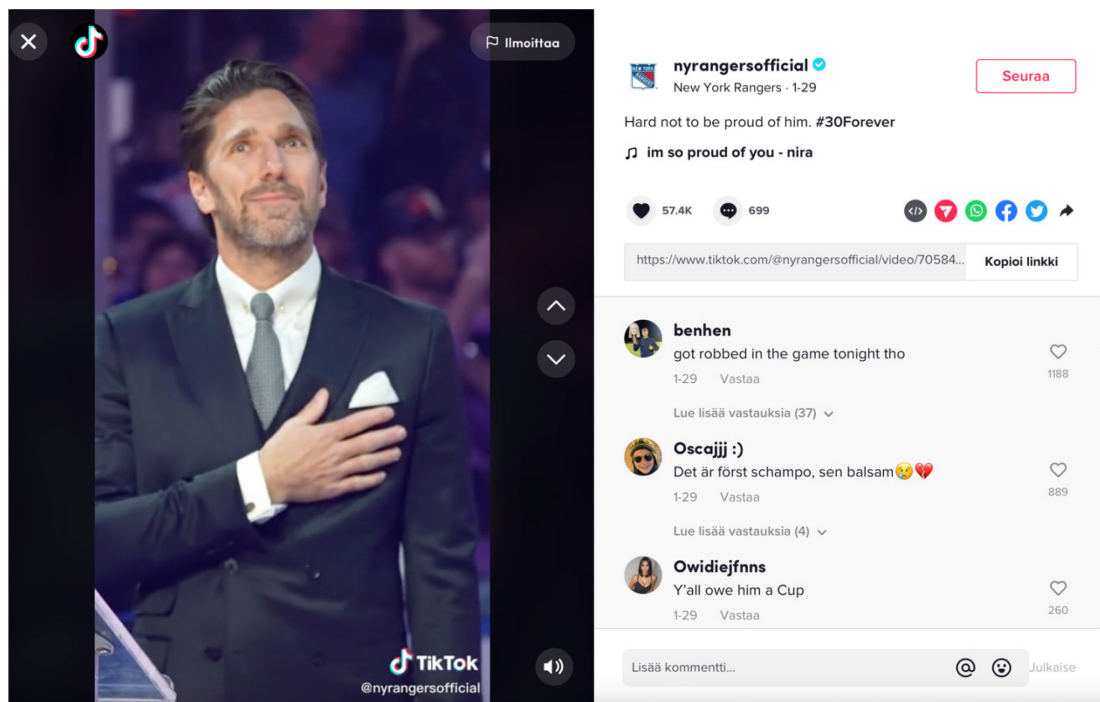 Ilmoittaa
TikTok
@nyrangersofficial
NEW YORK
RANGERS
nyrangersofficial
New York Rangers · 1-29
Seuraa
Hard not to be proud of him. #30Forever
im so proud of you - nira
57.4K
699
https://www.tiktok.com/@nyrangersofficial/video/70584...
Kopioi linkki
benhen
got robbed in the game tonight tho
1188
1-29 Vastaa
Lue lisää vastauksia (37)
Oscajjj :)
Det är först schampo, sen balsam😢💔
889
1-29 Vastaa
Lue lisää vastauksia (4)
Owidiejfnns
Y'all owe him a Cup
260
1-29 Vastaa
Lisää kommentti...
Julkaise